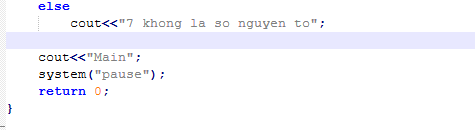 else
cout<<"7 khong la so nguyen to";
cout<<"Main";
system("pause");
return 0;
}